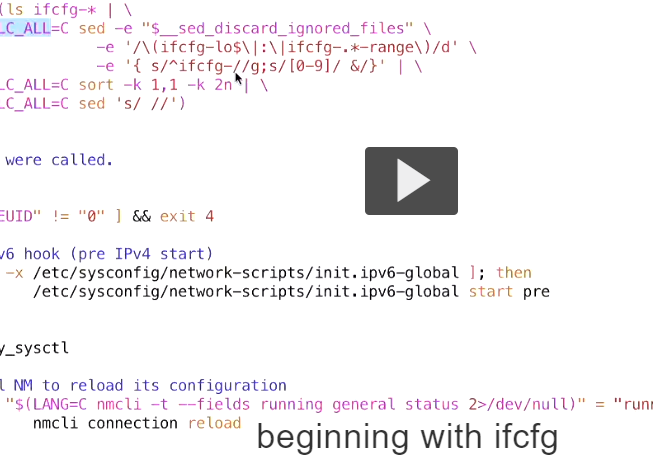 (ls ifcfg-* | \
LC_ALL=C sed -e "$__sed_discard_ignored_files" \
-e '/\(ifcfg-lo$\|:\|ifcfg-.*-range\)/d' \
-e '{ s/^ifcfg-//g;s/[0-9]/ &/}' | \
LC_ALL=C sort -k 1,1 -k 2n | \
LC_ALL=C sed 's/ //')
were called.
EUID" != "0" ] && exit 4
v6 hook (pre IPv4 start)
-x /etc/sysconfig/network-scripts/init.ipv6-global ]; then
/etc/sysconfig/network-scripts/init.ipv6-global start pre
y_sysctl
l NM to reload its configuration
"$(LANG=C nmcli -t --fields running general status 2>/dev/null)" = "runn
nmcli connection reload
beginning with ifcfg